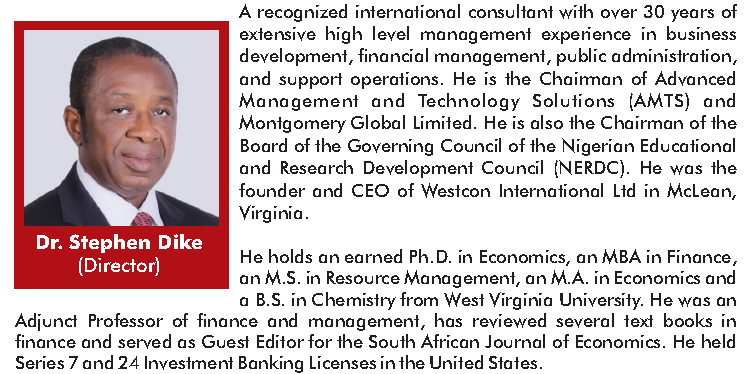 A recognized international consultant with over 30 years of
extensive high level management experience in business
development, financial management, public administration,
and support operations. He is the Chairman of Advanced
Management and Technology Solutions (AMTS) and
Montgomery Global Limited. He is also the Chairman of the
Board of the Governing Council of the Nigerian Educational
and Research Development Council (NERDC). He was the
founder and CEO of Westcon International Ltd in McLean,
Virginia.
Dr. Stephen Dike
(Director)
He holds an earned Ph.D. in Economics, an MBA in Finance,
an M.S. in Resource Management, an M.A. in Economics and
a B.S. in Chemistry from West Virginia University. He was an
Adjunct Professor of finance and management, has reviewed several text books in
finance and served as Guest Editor for the South African Journal of Economics. He held
Series 7 and 24 Investment Banking Licenses in the United States.